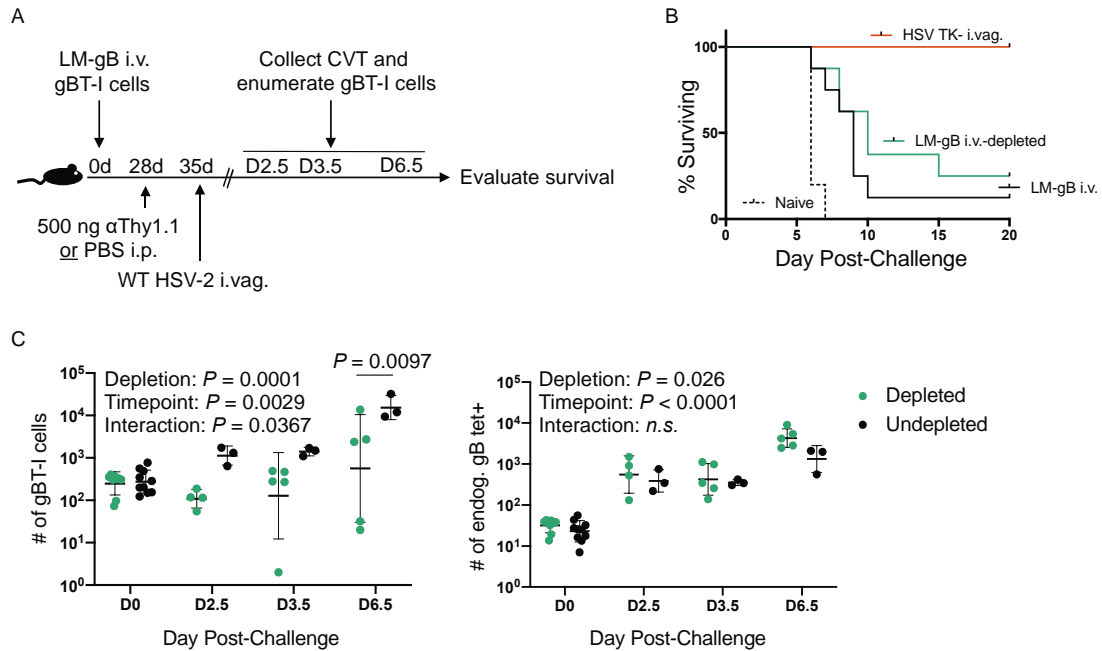 A
LM-gB i.v.
gBT-I cells
Collect CVT and
enumerate gBT-I cells
0d 28d 35d D2.5 D3.5 D6.5
Evaluate survival
500 ng αThy1.1
or PBS i.p.
WT HSV-2 i.vag.
B
HSV TK- i.vag.
LM-gB i.v.-depleted
LM-gB i.v.
Naive
% Surviving
100
50
0
0 5 10 15 20
Day Post-Challenge
C
P = 0.0097
Depletion: P = 0.0001
Timepoint: P = 0.0029
Interaction: P = 0.0367
# of gBT-I cells
10⁵
10⁴
10³
10²
10¹
10⁰
D0 D2.5 D3.5 D6.5
Day Post-Challenge
Depletion: P = 0.026
Timepoint: P < 0.0001
Interaction: n.s.
# of endog. gB tet+
10⁵
10⁴
10³
10²
10¹
10⁰
D0 D2.5 D3.5 D6.5
Day Post-Challenge
Depleted
Undepleted